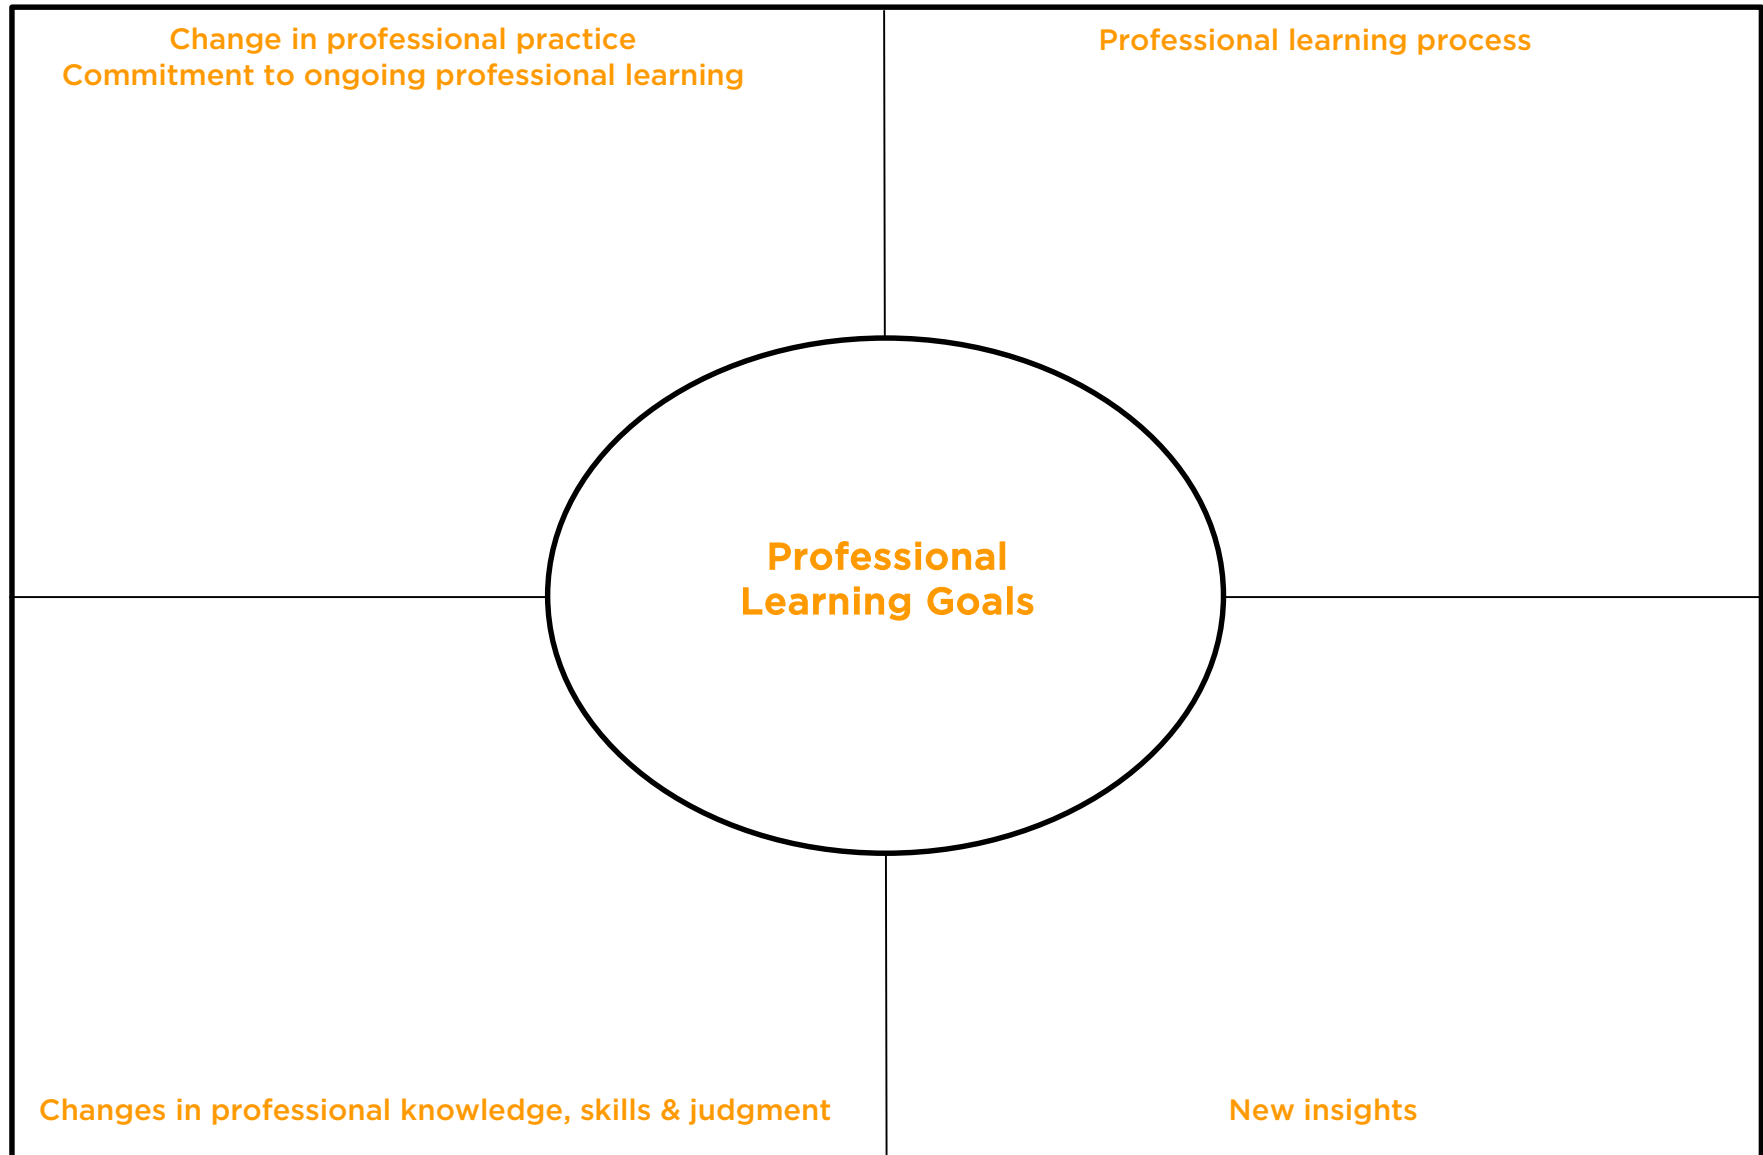 Change in professional practice
Commitment to ongoing professional learning
Professional learning process
Professional
Learning Goals
Changes in professional knowledge, skills & judgment
New insights